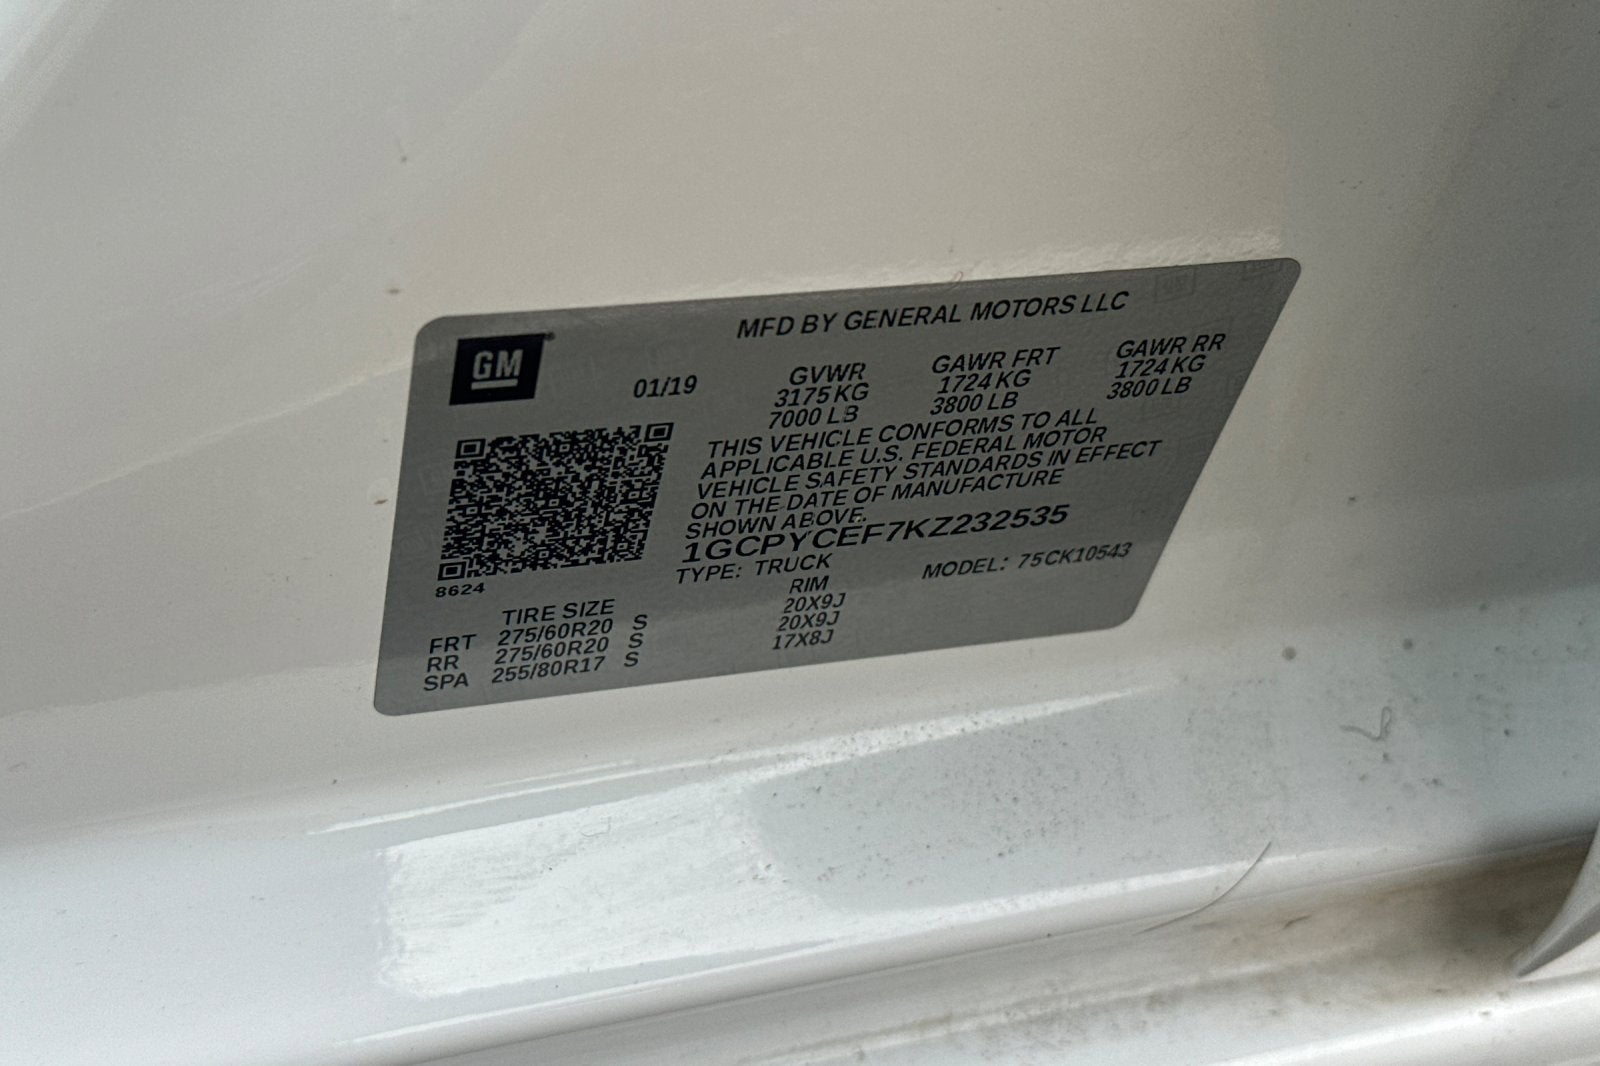 GM
MFD BY GENERAL MOTORS LLC
01/19
GVWR GAWR FRT GAWR RR
3175 KG 1724 KG 1724 KG
7000 LB 3800 LB 3800 LB
THIS VEHICLE CONFORMS TO ALL
APPLICABLE U.S. FEDERAL MOTOR
VEHICLE SAFETY STANDARDS IN EFFECT
ON THE DATE OF MANUFACTURE
SHOWN ABOVE.
1GCPYCEF7KZ232535
TYPE: TRUCK MODEL: 75CK10543
8624
TIRE SIZE RIM
FRT 275/60R20 S 20X9J
RR 275/60R20 S 20X9J
SPA 255/80R17 S 17X8J